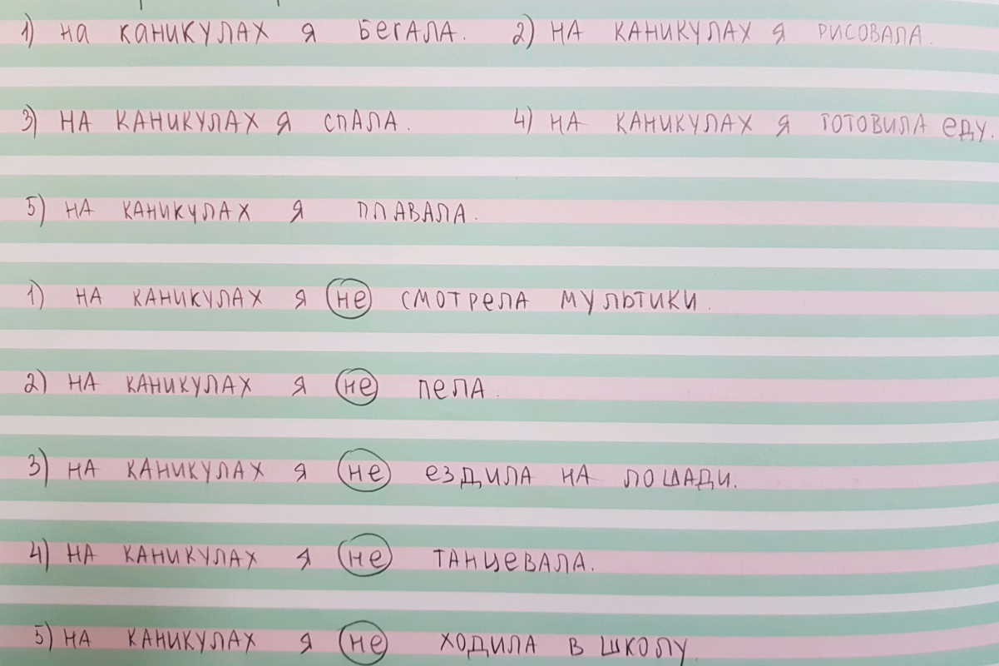 1) на каникулах я бегала. 2) на каникулах я рисовала.
3) на каникулах я спала. 4) на каникулах я готовила еду.
5) на каникулах я плавала.
1) на каникулах я не смотрела мультики.
2) на каникулах я не пела.
3) на каникулах я не ездила на лошади.
4) на каникулах я не танцевала.
5) на каникулах я не ходила в школу.